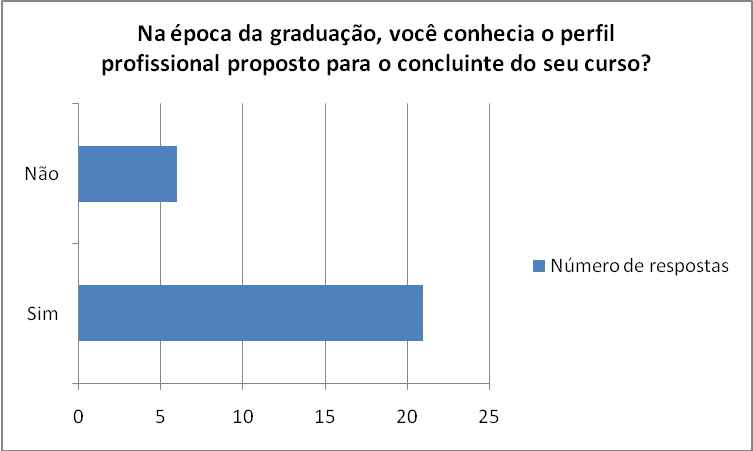 Na época da graduação, você conhecia o perfil
profissional proposto para o concluinte do seu curso?
Não
Sim
0 5 10 15 20 25
Número de respostas